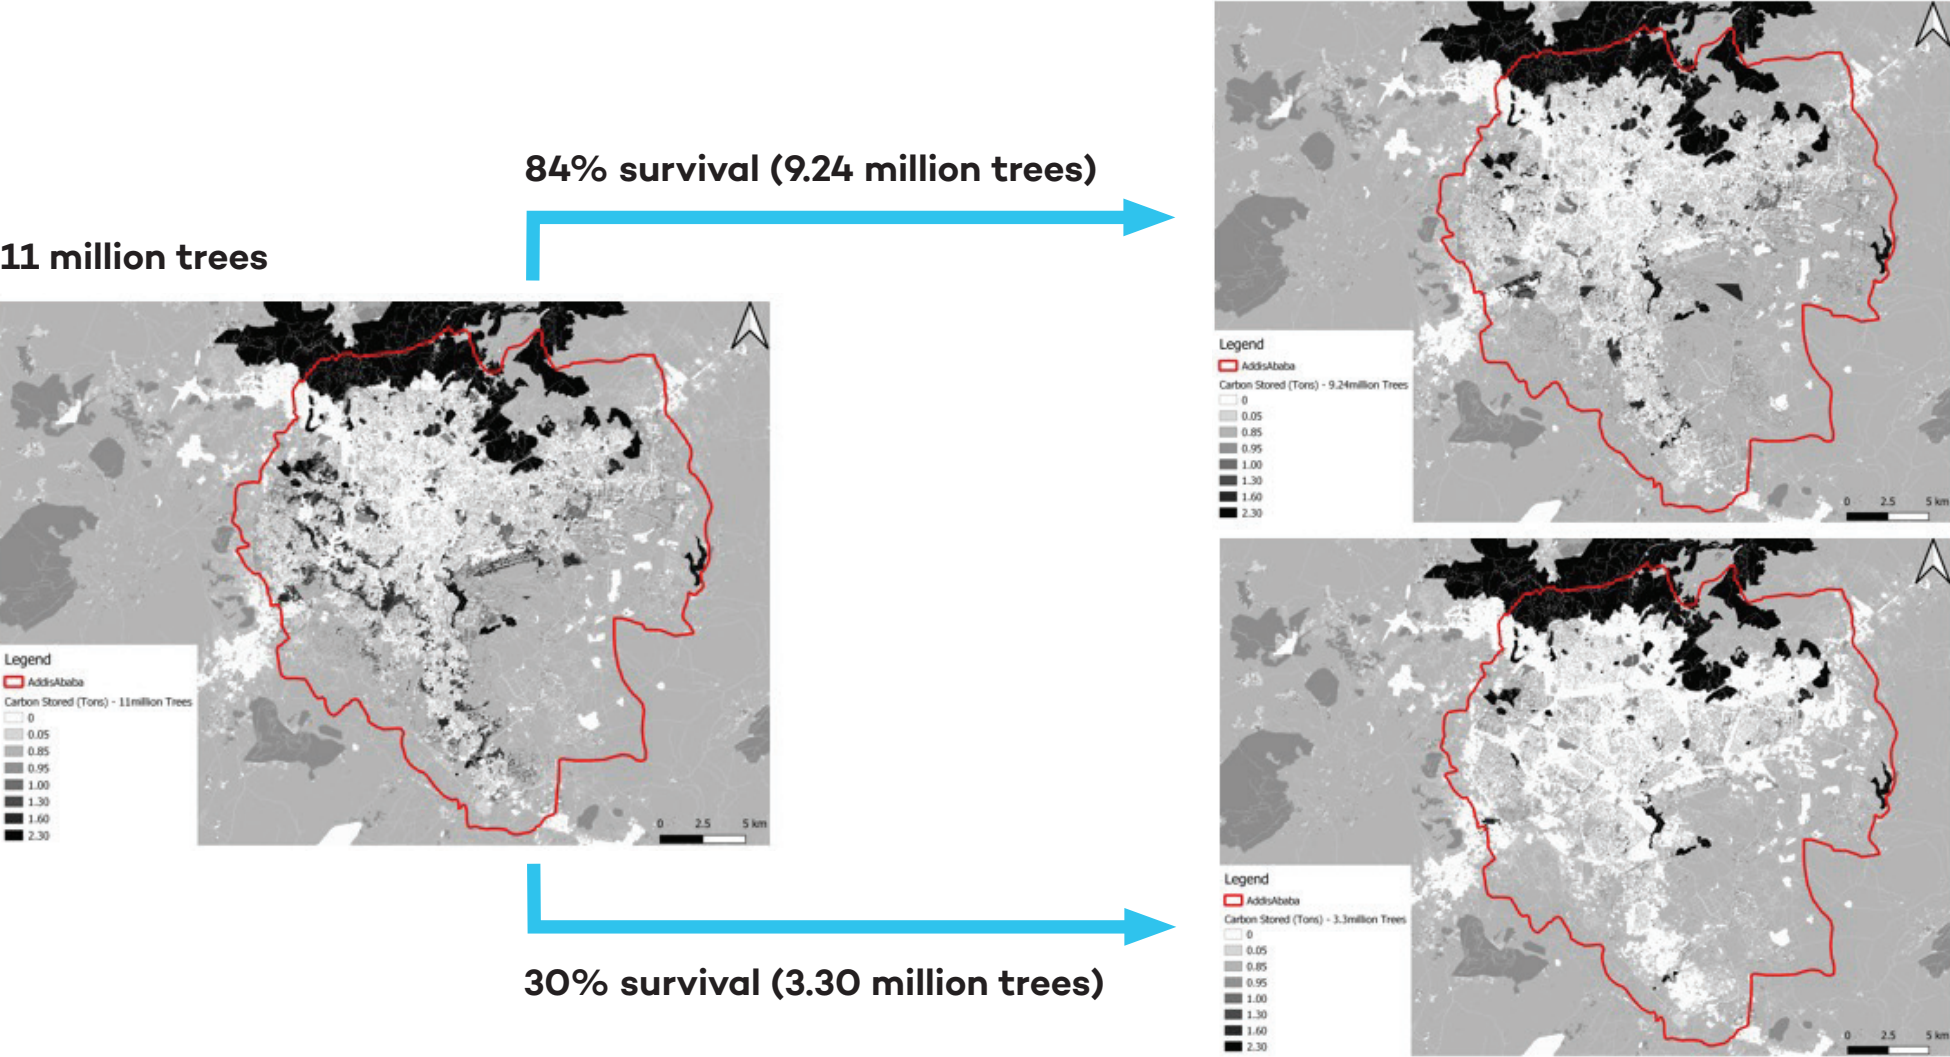 84% survival (9.24 million trees)
11 million trees
Legend
AddisAbaba
Carbon Stored (Tons) - 11million Trees
0
0.05
0.85
0.95
1.00
1.30
1.60
2.30
0 2.5 5 km
Legend
AddisAbaba
Carbon Stored (Tons) - 9.24million Trees
0
0.05
0.85
0.95
1.00
1.30
1.60
2.30
0 2.5 5 km
30% survival (3.30 million trees)
Legend
AddisAbaba
Carbon Stored (Tons) - 3.3million Trees
0
0.05
0.85
0.95
1.00
1.30
1.60
2.30
0 2.5 5 km